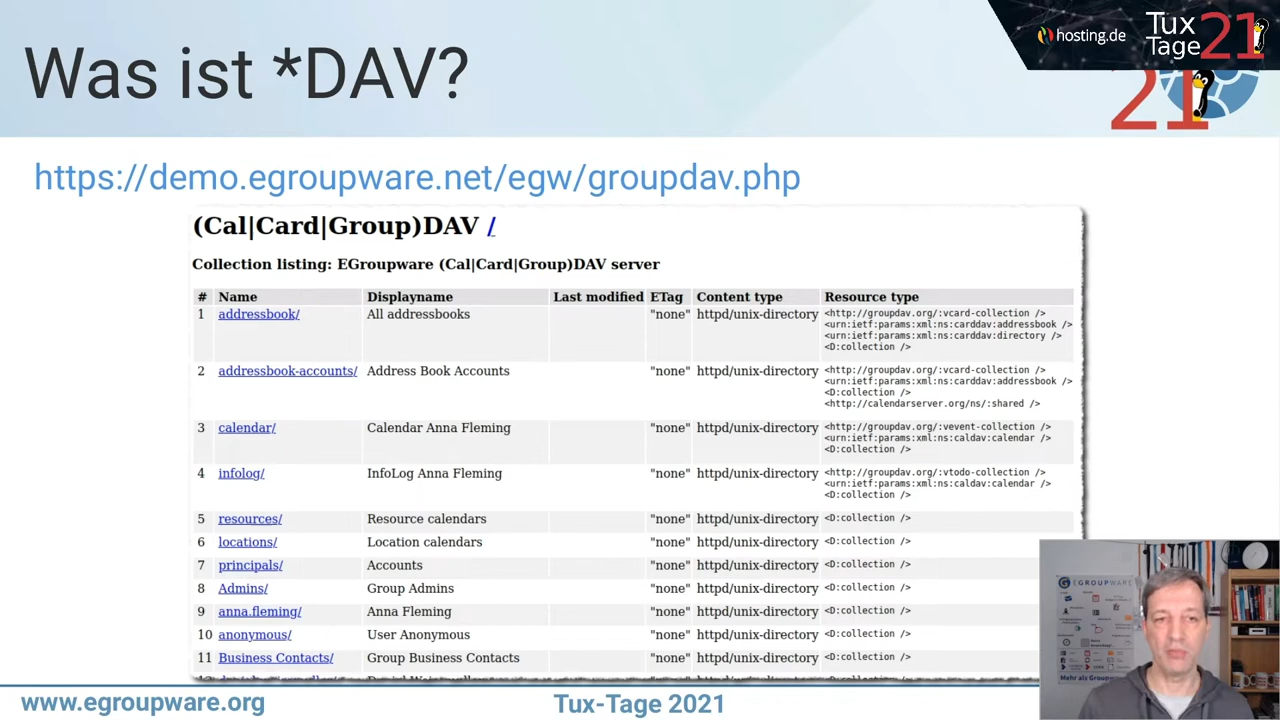 Was ist *DAV?
hosting.de
Tux
Tage
21
21
https://demo.egroupware.net/egw/groupdav.php
(Cal|Card|Group)DAV /
Collection listing: EGroupware (Cal|Card|Group)DAV server
# Name Displayname Last modified ETag Content type Resource type
1 addressbook/ All addressbooks "none" httpd/unix-directory <http://groupdav.org/:vcard-collection />
<urn:ietf:params:xml:ns:carddav:addressbook />
<urn:ietf:params:xml:ns:carddav:directory />
<D:collection />
2 addressbook-accounts/ Address Book Accounts "none" httpd/unix-directory <http://groupdav.org/:vcard-collection />
<urn:ietf:params:xml:ns:carddav:addressbook />
<D:collection />
<http://calendarserver.org/ns/:shared />
3 calendar/ Calendar Anna Fleming "none" httpd/unix-directory <http://groupdav.org/:vevent-collection />
<urn:ietf:params:xml:ns:caldav:calendar />
<D:collection />
4 infolog/ InfoLog Anna Fleming "none" httpd/unix-directory <http://groupdav.org/:vtodo-collection />
<urn:ietf:params:xml:ns:caldav:calendar />
<D:collection />
5 resources/ Resource calendars "none" httpd/unix-directory <D:collection />
6 locations/ Location calendars "none" httpd/unix-directory <D:collection />
7 principals/ Accounts "none" httpd/unix-directory <D:collection />
8 Admins/ Group Admins "none" httpd/unix-directory <D:collection />
9 anna.fleming/ Anna Fleming "none" httpd/unix-directory <D:collection />
10 anonymous/ User Anonymous "none" httpd/unix-directory <D:collection />
11 Business Contacts/ Group Business Contacts "none" httpd/unix-directory <D:collection />
EGROUPWARE
Mehr als Groupw
www.egroupware.org
Tux-Tage 2021